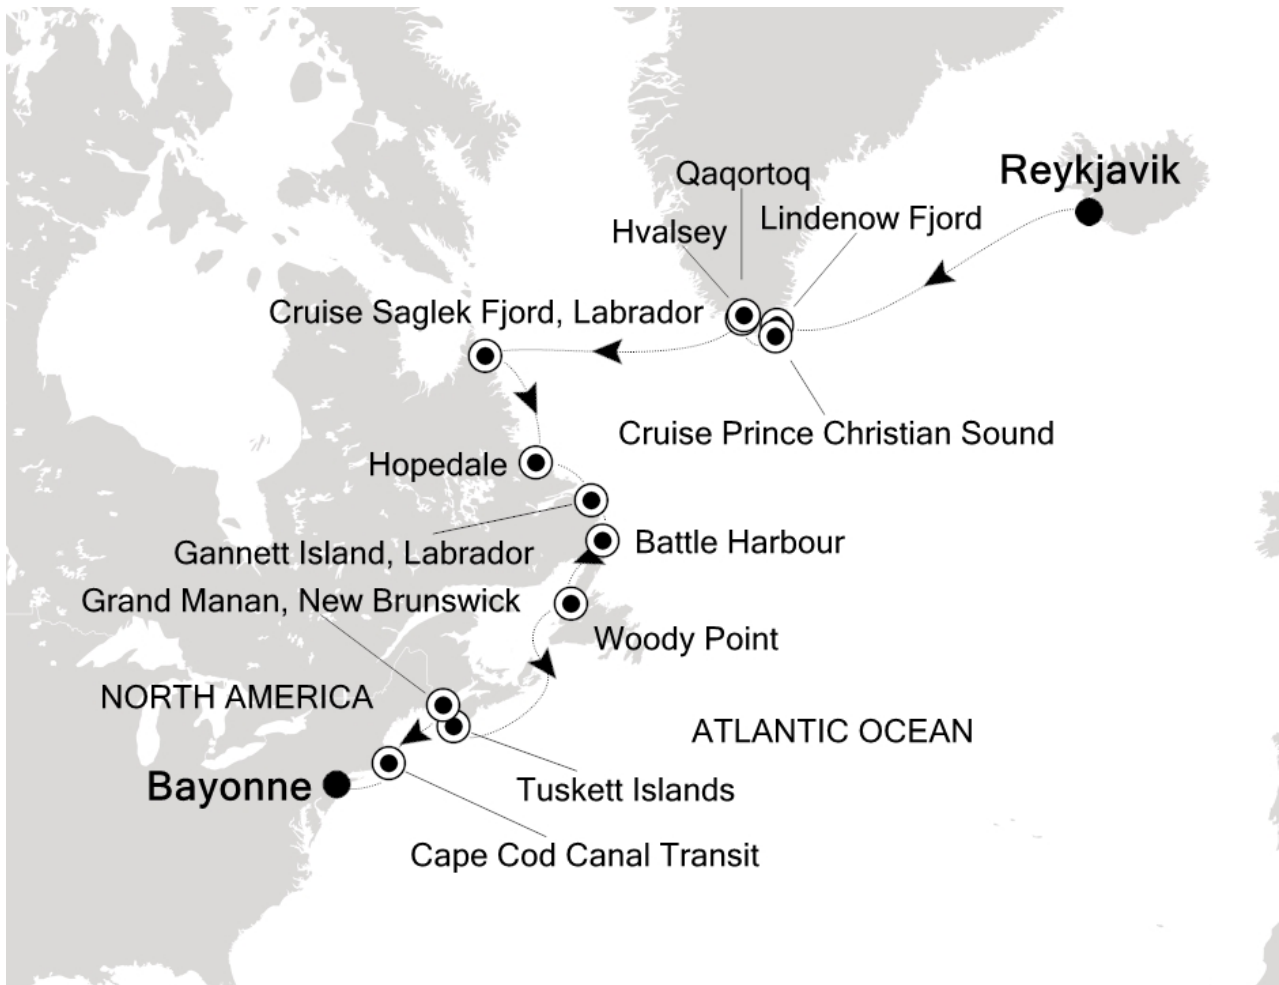 Reykjavik
Qaqortoq
Lindenow Fjord
Hvalsey
Cruise Saglek Fjord, Labrador
Cruise Prince Christian Sound
Hopedale
Battle Harbour
Gannett Island, Labrador
Grand Manan, New Brunswick
Woody Point
NORTH AMERICA
ATLANTIC OCEAN
Bayonne
Tuskett Islands
Cape Cod Canal Transit